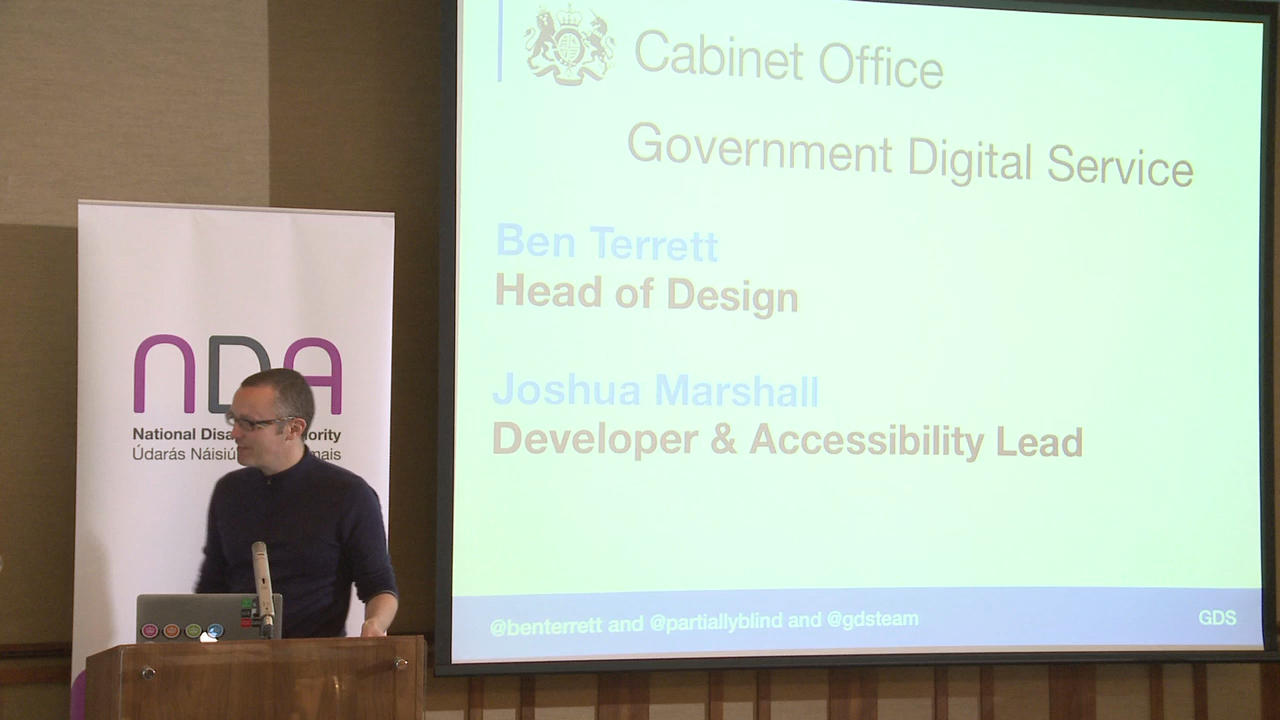 Cabinet Office
Government Digital Service
Ben Terrett
Head of Design
Joshua Marshall
Developer & Accessibility Lead
@benterrett and @partiallyblind and @gdsteam
GDS
NDA
National Disa ority
Údarás Náisiú mais